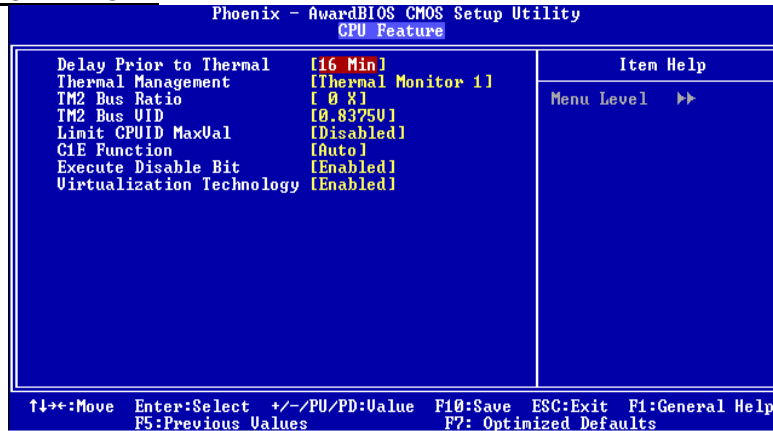 Phoenix - AwardBIOS CMOS Setup Utility
CPU Feature
Delay Prior to Thermal [16 Min]
Thermal Management [Thermal Monitor 1]
TM2 Bus Ratio [ 0 X]
TM2 Bus VID [0.8375V]
Limit CPUID MaxVal [Disabled]
C1E Function [Auto]
Execute Disable Bit [Enabled]
Virtualization Technology [Enabled]
Item Help
Menu Level ▶▶
↑↓→←:Move Enter:Select +/-/PU/PD:Value F10:Save ESC:Exit F1:General Help
F5:Previous Values F7: Optimized Defaults